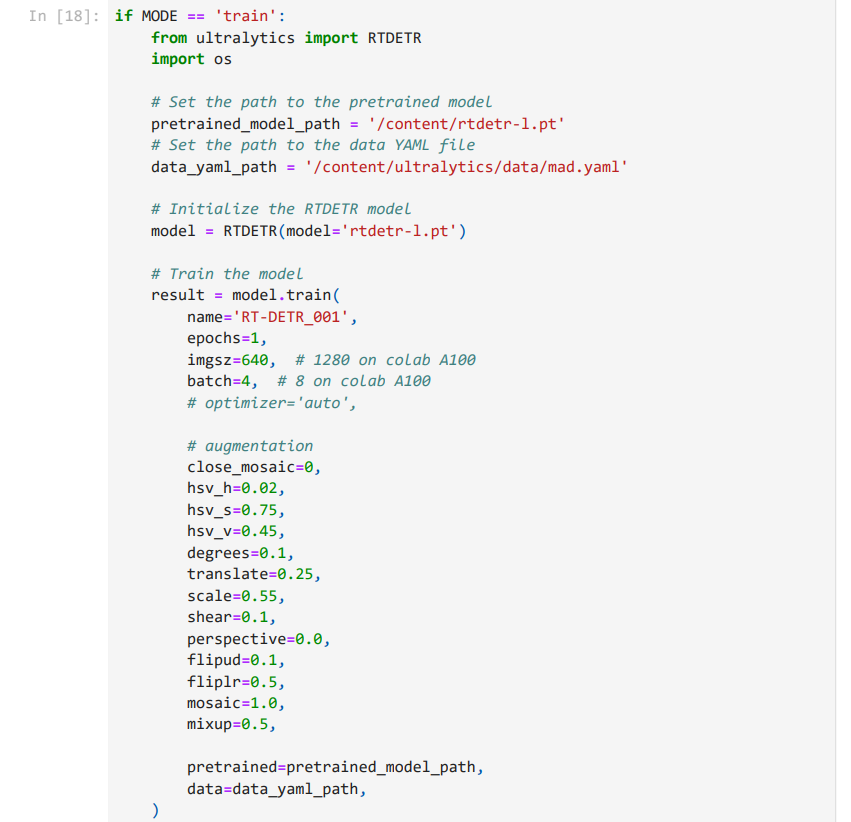 In [18]: if MODE == 'train':
from ultralytics import RTDETR
import os
# Set the path to the pretrained model
pretrained_model_path = '/content/rtdetr-l.pt'
# Set the path to the data YAML file
data_yaml_path = '/content/ultralytics/data/mad.yaml'
# Initialize the RTDETR model
model = RTDETR(model='rtdetr-l.pt')
# Train the model
result = model.train(
name='RT-DETR_001',
epochs=1,
imgsz=640,  # 1280 on colab A100
batch=4,  # 8 on colab A100
# optimizer='auto',
# augmentation
close_mosaic=0,
hsv_h=0.02,
hsv_s=0.75,
hsv_v=0.45,
degrees=0.1,
translate=0.25,
scale=0.55,
shear=0.1,
perspective=0.0,
flipud=0.1,
fliplr=0.5,
mosaic=1.0,
mixup=0.5,
pretrained=pretrained_model_path,
data=data_yaml_path,
)